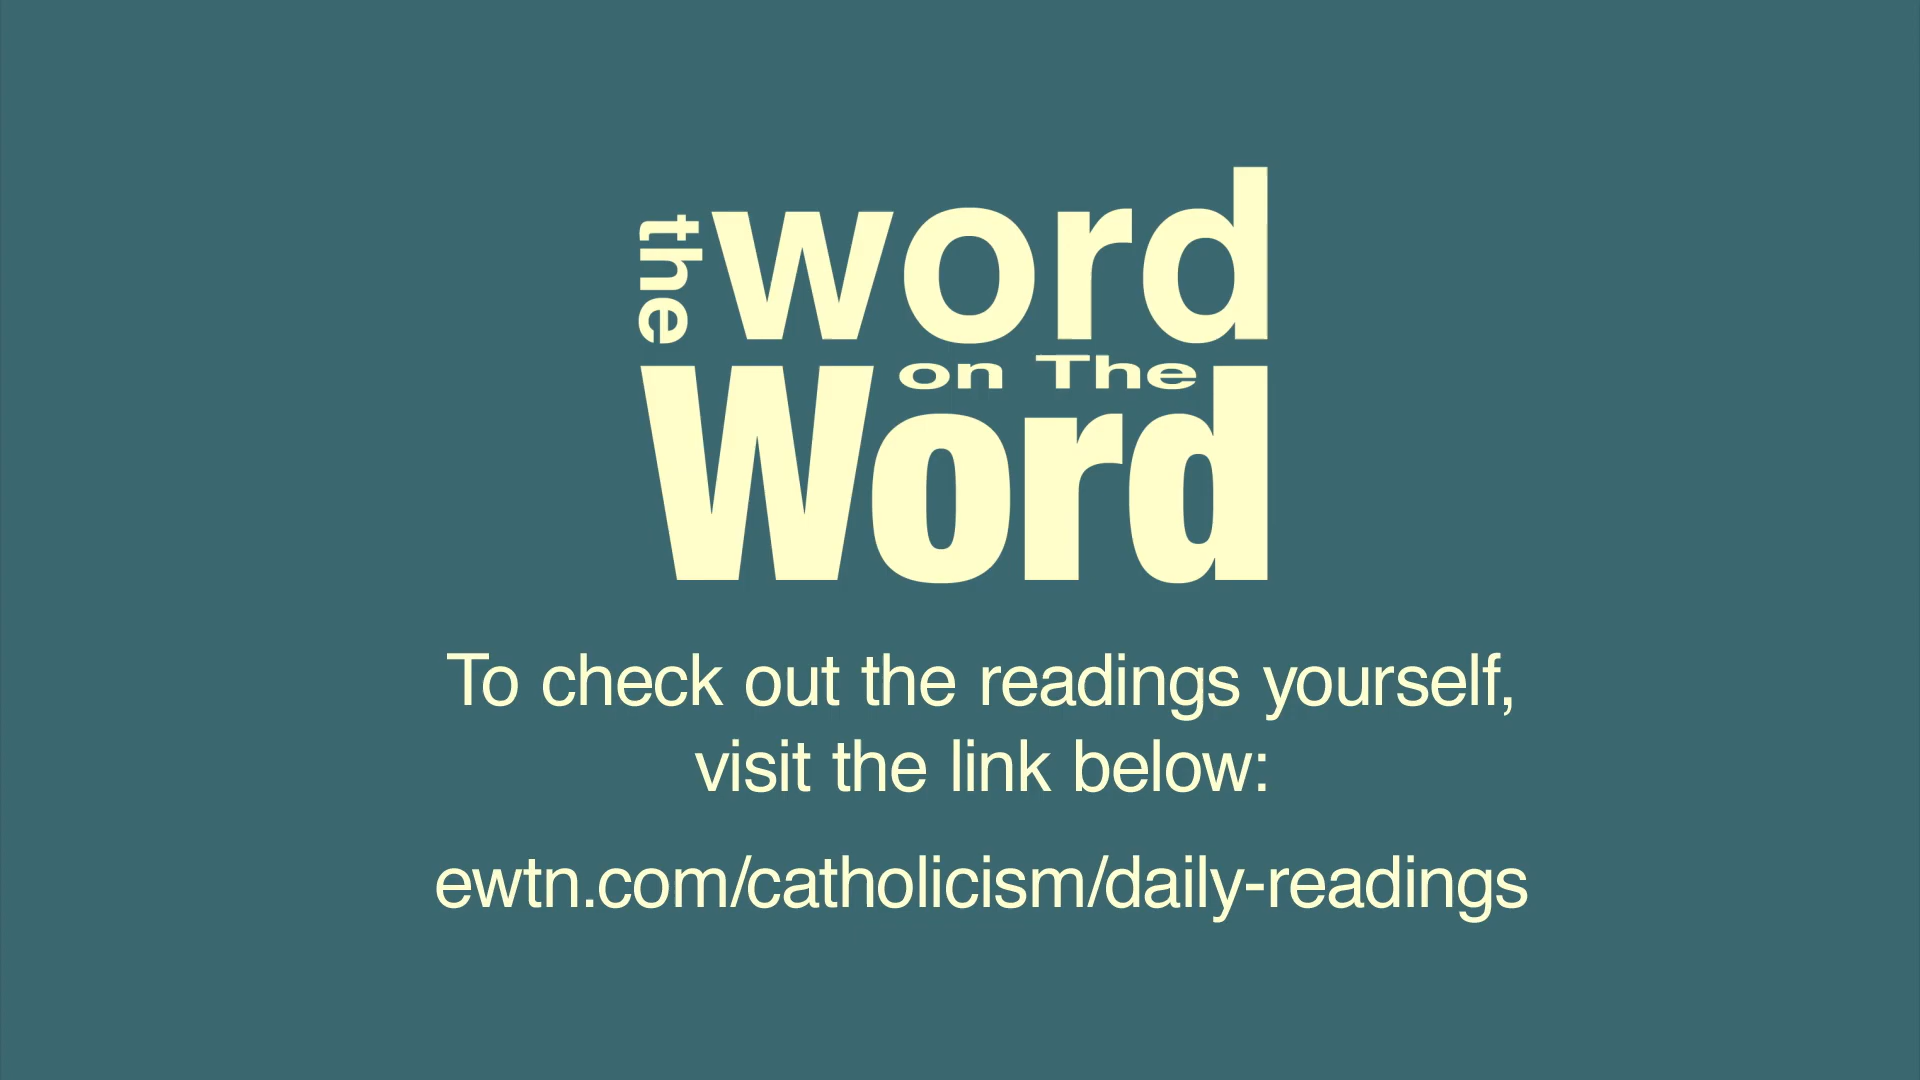 the word
on The
Word
To check out the readings yourself,
visit the link below:
ewtn.com/catholicism/daily-readings